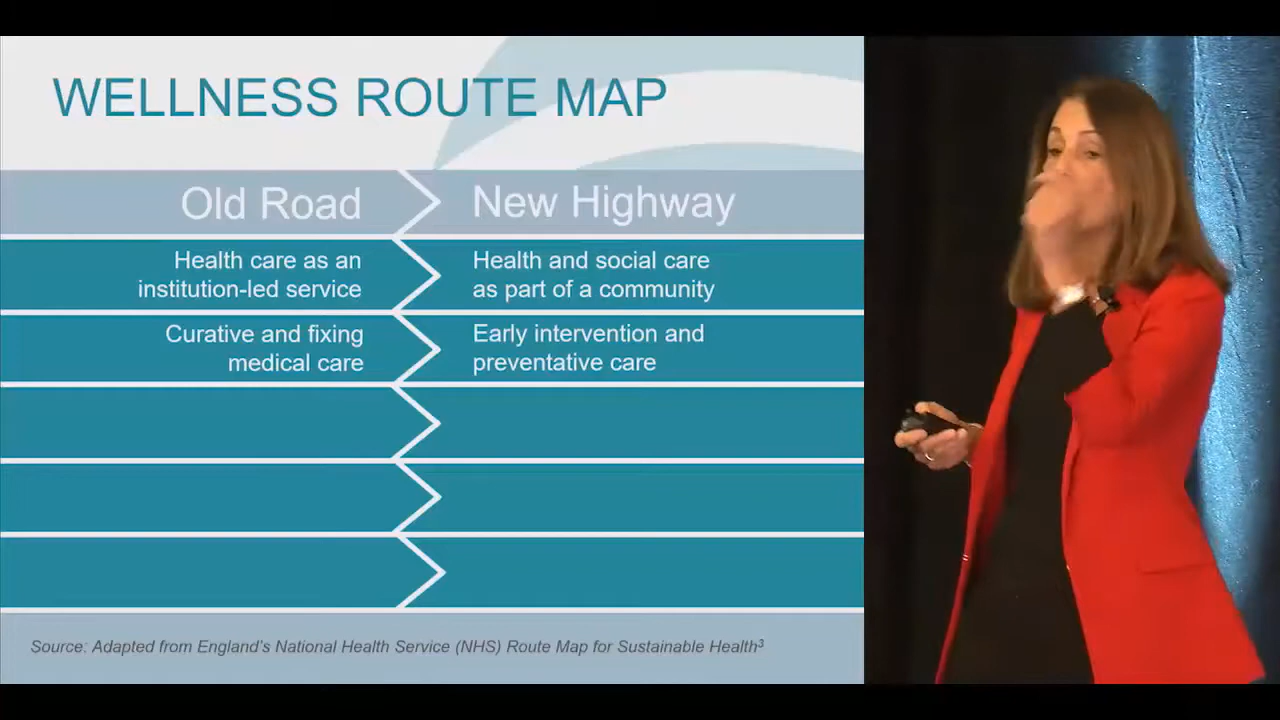 WELLNESS ROUTE MAP
Old Road
New Highway
Health care as an
institution-led service
Health and social care
as part of a community
Curative and fixing
medical care
Early intervention and
preventative care
Source: Adapted from England's National Health Service (NHS) Route Map for Sustainable Health³